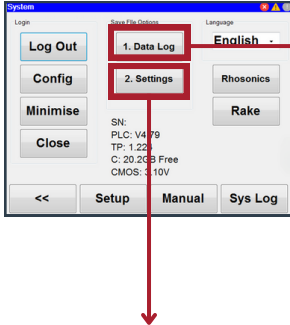 System
Login
Save File Options
Language
Log Out
1. Data Log
English
Config
2. Settings
Rhosonics
Minimise
Rake
Close
SN:
PLC: V4.79
TP: 1.22
C: 20.2GB Free
CMOS: 3.10V
<<
Setup
Manual
Sys Log